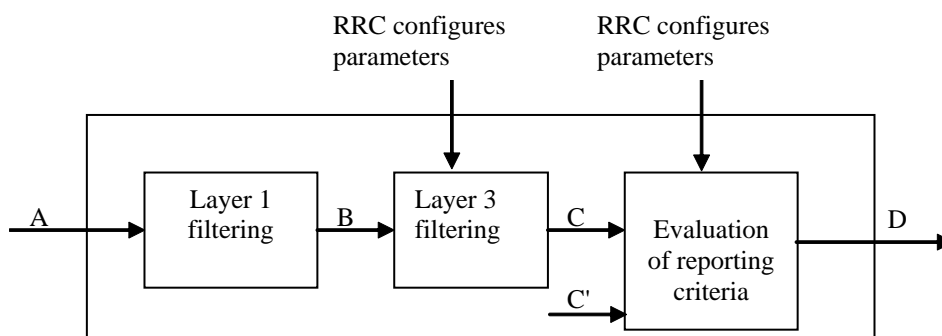 RRC configures
parameters
RRC configures
parameters
A
Layer 1
filtering
B
Layer 3
filtering
C
C'
Evaluation
of reporting
criteria
D